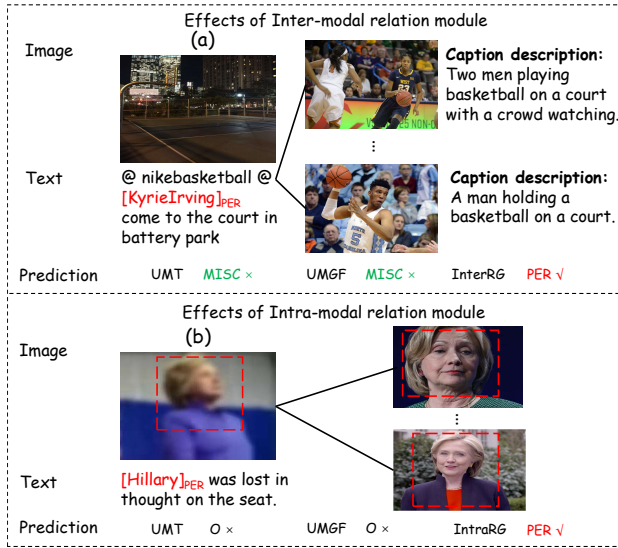 Effects of Inter-modal relation module
Image
(a)
Caption description:
Two men playing
basketball on a court
with a crowd watching.
Text
@ nikebasketball @
[KyrieIrving]PER
come to the court in
battery park
Caption description:
A man holding a
basketball on a court.
Prediction UMT MISC × UMGF MISC × InterRG PER √
Effects of Intra-modal relation module
Image
(b)
Text
[Hillary]PER was lost in
thought on the seat.
Prediction UMT O × UMGF O × IntraRG PER √